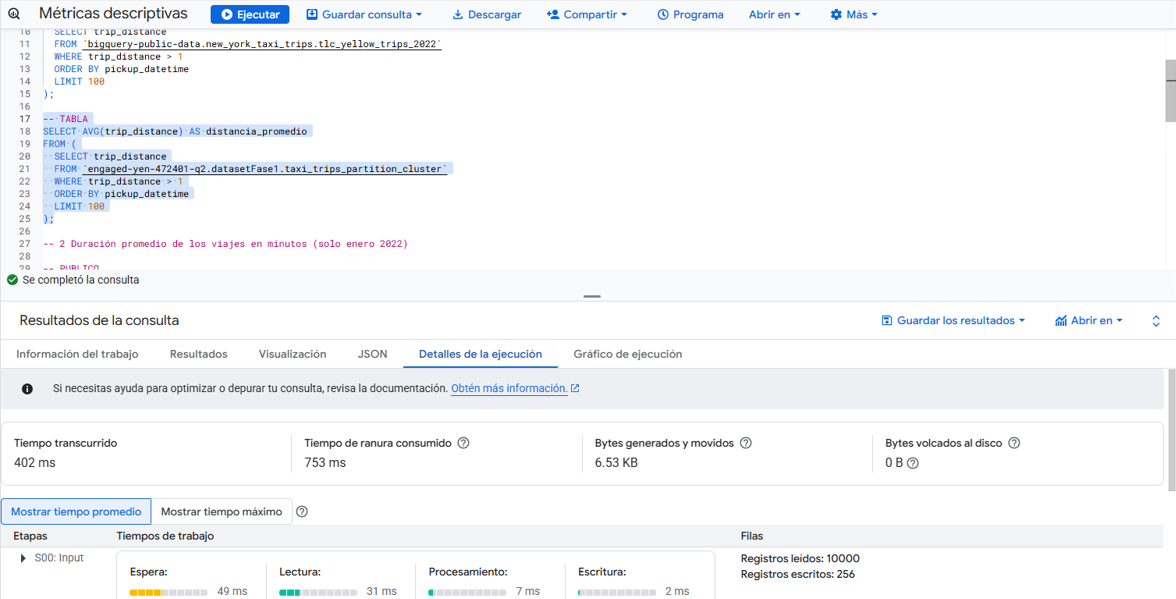 Métricas descriptivas Ejecutar Guardar consulta Descargar Compartir Programa Abrir en Más
10 SELECT trip_distance
11 FROM `bigquery-public-data.new_york_taxi_trips.tlc_yellow_trips_2022`
12 WHERE trip_distance > 1
13 ORDER BY pickup_datetime
14 LIMIT 100
15 );
16
17 -- TABLA
18 SELECT AVG(trip_distance) AS distancia_promedio
19 FROM (
20 SELECT trip_distance
21 FROM `engaged-yen-472401-q2.datasetFase1.taxi_trips_partition_cluster`
22 WHERE trip_distance > 1
23 ORDER BY pickup_datetime
24 LIMIT 100
25 );
26
27 -- 2 Duración promedio de los viajes en minutos (solo enero 2022)
28
29 -- PUBLICO
Se completó la consulta
Resultados de la consulta Guardar los resultados Abrir en
Información del trabajo Resultados Visualización JSON Detalles de la ejecución Gráfico de ejecución
Si necesitas ayuda para optimizar o depurar tu consulta, revisa la documentación. Obtén más información.
Tiempo transcurrido Tiempo de ranura consumido Bytes generados y movidos Bytes volcados al disco
402 ms 753 ms 6.53 KB 0 B
Mostrar tiempo promedio Mostrar tiempo máximo
Etapas Tiempos de trabajo Filas
S00: Input Registros leídos: 10000
Registros escritos: 256
Espera: Lectura: Procesamiento: Escritura:
49 ms 31 ms 7 ms 2 ms